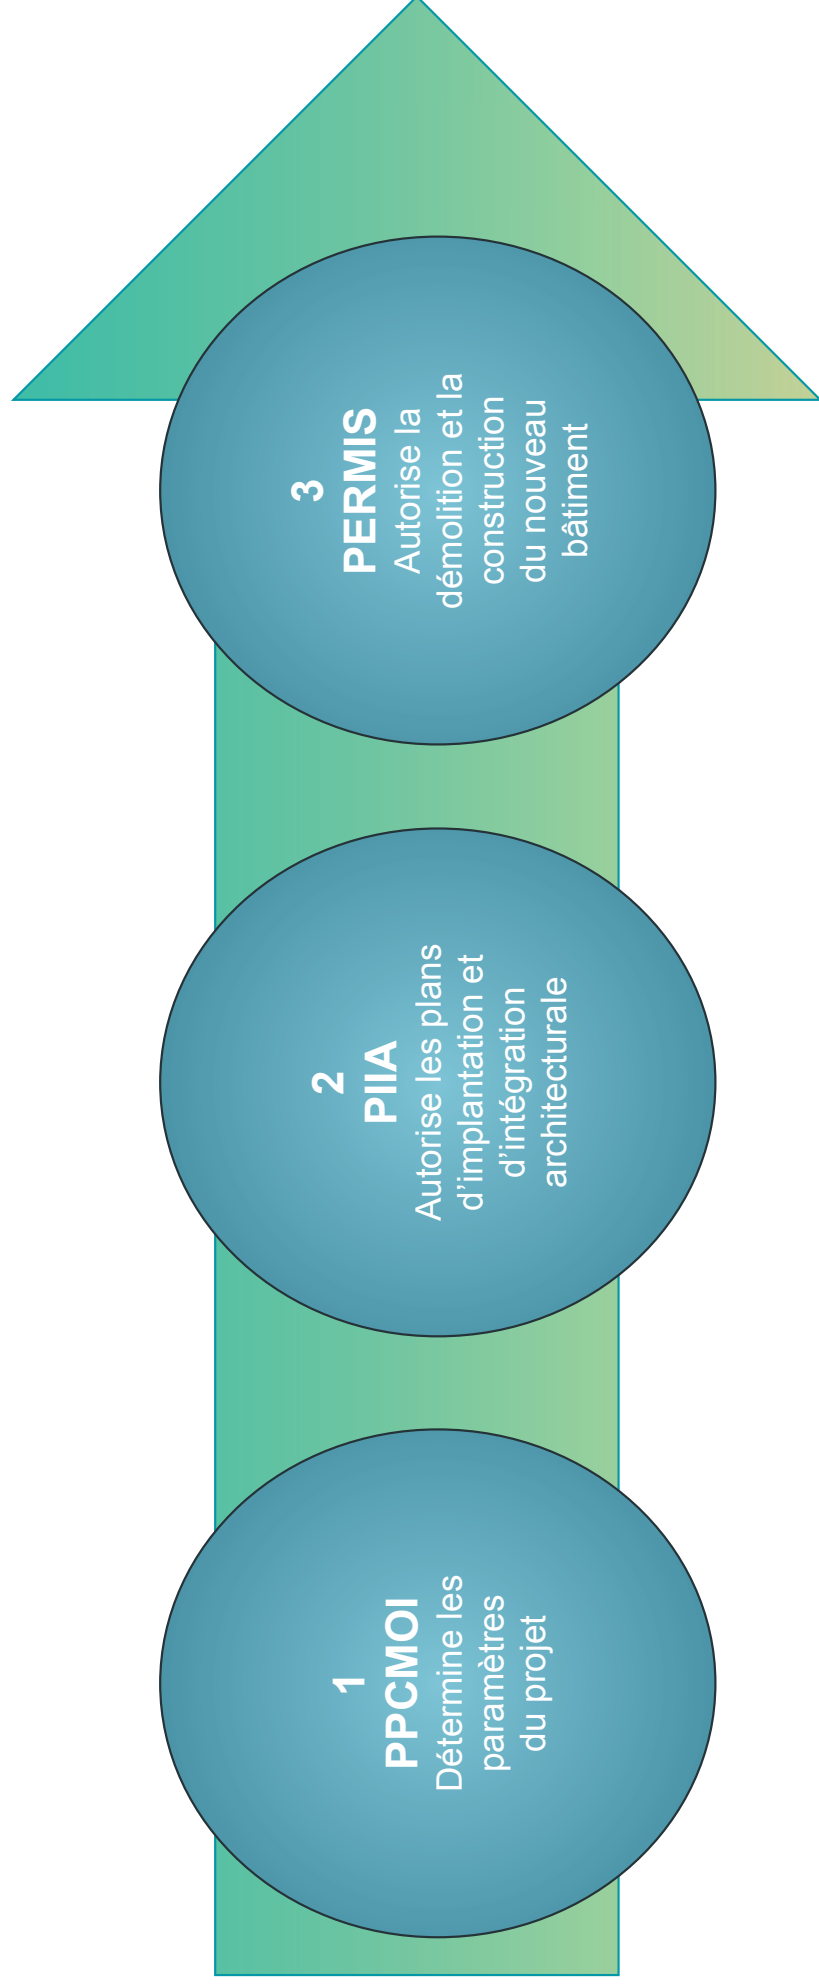 1
PPCMOI
Détermine les
paramètres
du projet
2
PIIA
Autorise les plans
d’implantation et
d’intégration
architecturale
3
PERMIS
Autorise la
démolition et la
construction
du nouveau
bâtiment